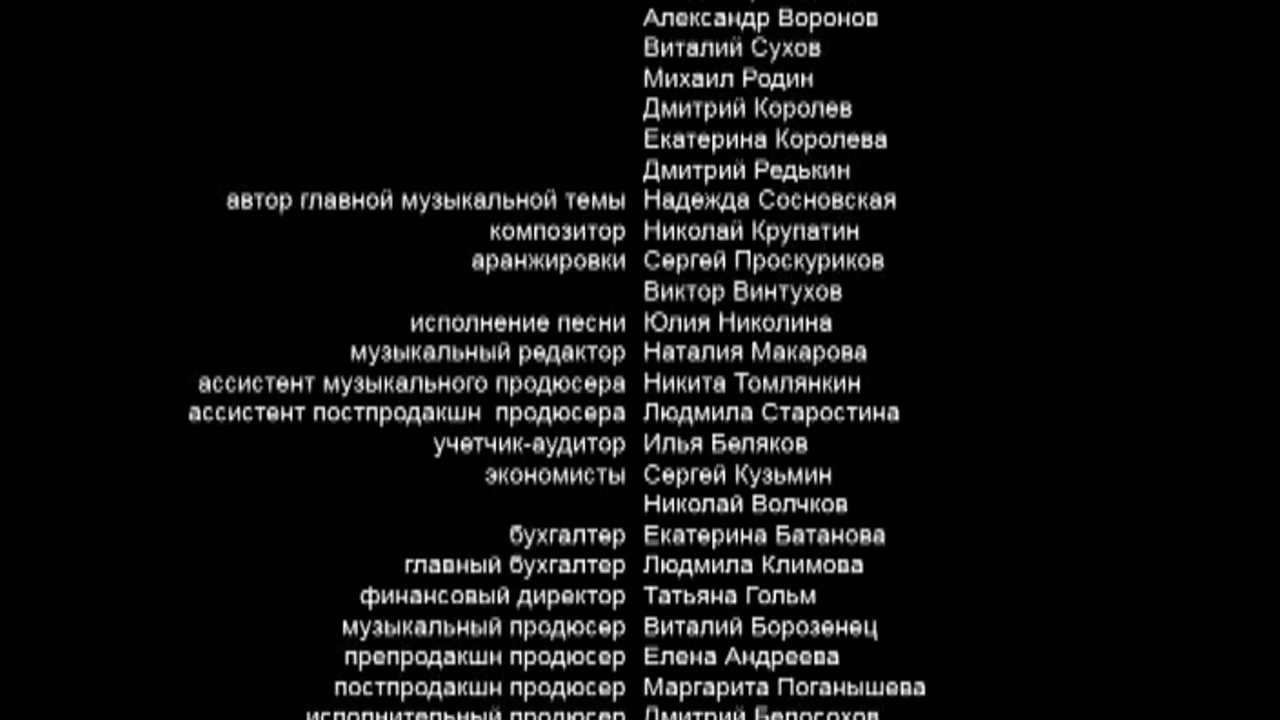 Александр Воронов
Виталий Сухов
Михаил Родин
Дмитрий Королев
Екатерина Королева
Дмитрий Редькин
автор главной музыкальной темы Надежда Сосновская
композитор Николай Крупатин
аранжировки Сергей Проскуриков
Виктор Винтухов
исполнение песни Юлия Николина
музыкальный редактор Наталия Макарова
ассистент музыкального продюсера Никита Томлянкин
ассистент постпродакшн продюсера Людмила Старостина
учетчик-аудитор Илья Беляков
экономисты Сергей Кузьмин
Николай Волчков
бухгалтер Екатерина Батанова
главный бухгалтер Людмила Климова
финансовый директор Татьяна Гольм
музыкальный продюсер Виталий Борозенец
препродакшн продюсер Елена Андреева
постпродакшн продюсер Маргарита Поганышева
исполнительный продюсер Дмитрий Белосохов